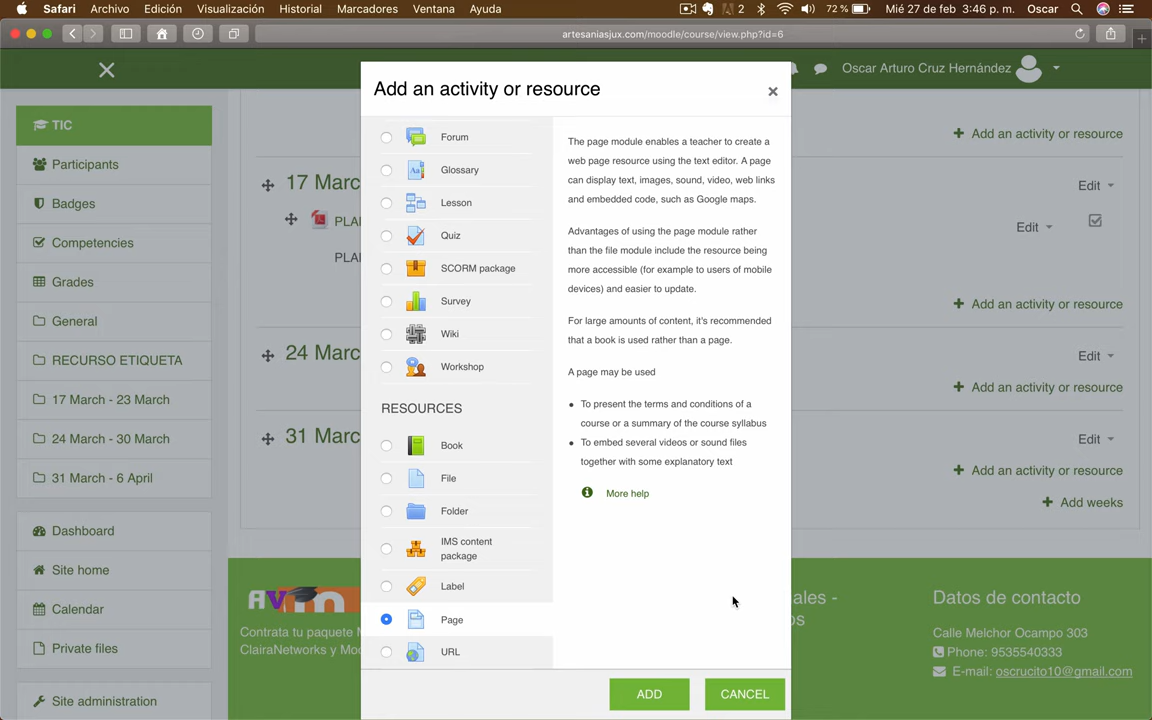 Safari Archivo Edición Visualización Historial Marcadores Ventana Ayuda 2 72 % Mié 27 de feb 3:46 p. m. Oscar
artesaniasjux.com/moodle/course/view.php?id=6
Oscar Arturo Cruz Hernández
TIC
Participants
Badges
Competencies
Grades
General
RECURSO ETIQUETA
17 March - 23 March
24 March - 30 March
31 March - 6 April
Dashboard
Site home
Calendar
Private files
Site administration
17 March
24 March
31 March
Add an activity or resource
Forum
Glossary
Lesson
Quiz
SCORM package
Survey
Wiki
Workshop
RESOURCES
Book
File
Folder
IMS content
package
Label
Page
URL
The page module enables a teacher to create a
web page resource using the text editor. A page
can display text, images, sound, video, web links
and embedded code, such as Google maps.
Advantages of using the page module rather
than the file module include the resource being
more accessible (for example to users of mobile
devices) and easier to update.
For large amounts of content, it's recommended
that a book is used rather than a page.
A page may be used
To present the terms and conditions of a
course or a summary of the course syllabus
To embed several videos or sound files
together with some explanatory text
More help
ADD CANCEL
Add an activity or resource
Edit
Edit
Add an activity or resource
Edit
Add an activity or resource
Edit
Add an activity or resource
Add weeks
Contrata tu paquete
ClairaNetworks y
Datos de contacto
Calle Melchor Ocampo 303
Phone: 9535540333
E-mail: oscrucito10@gmail.com